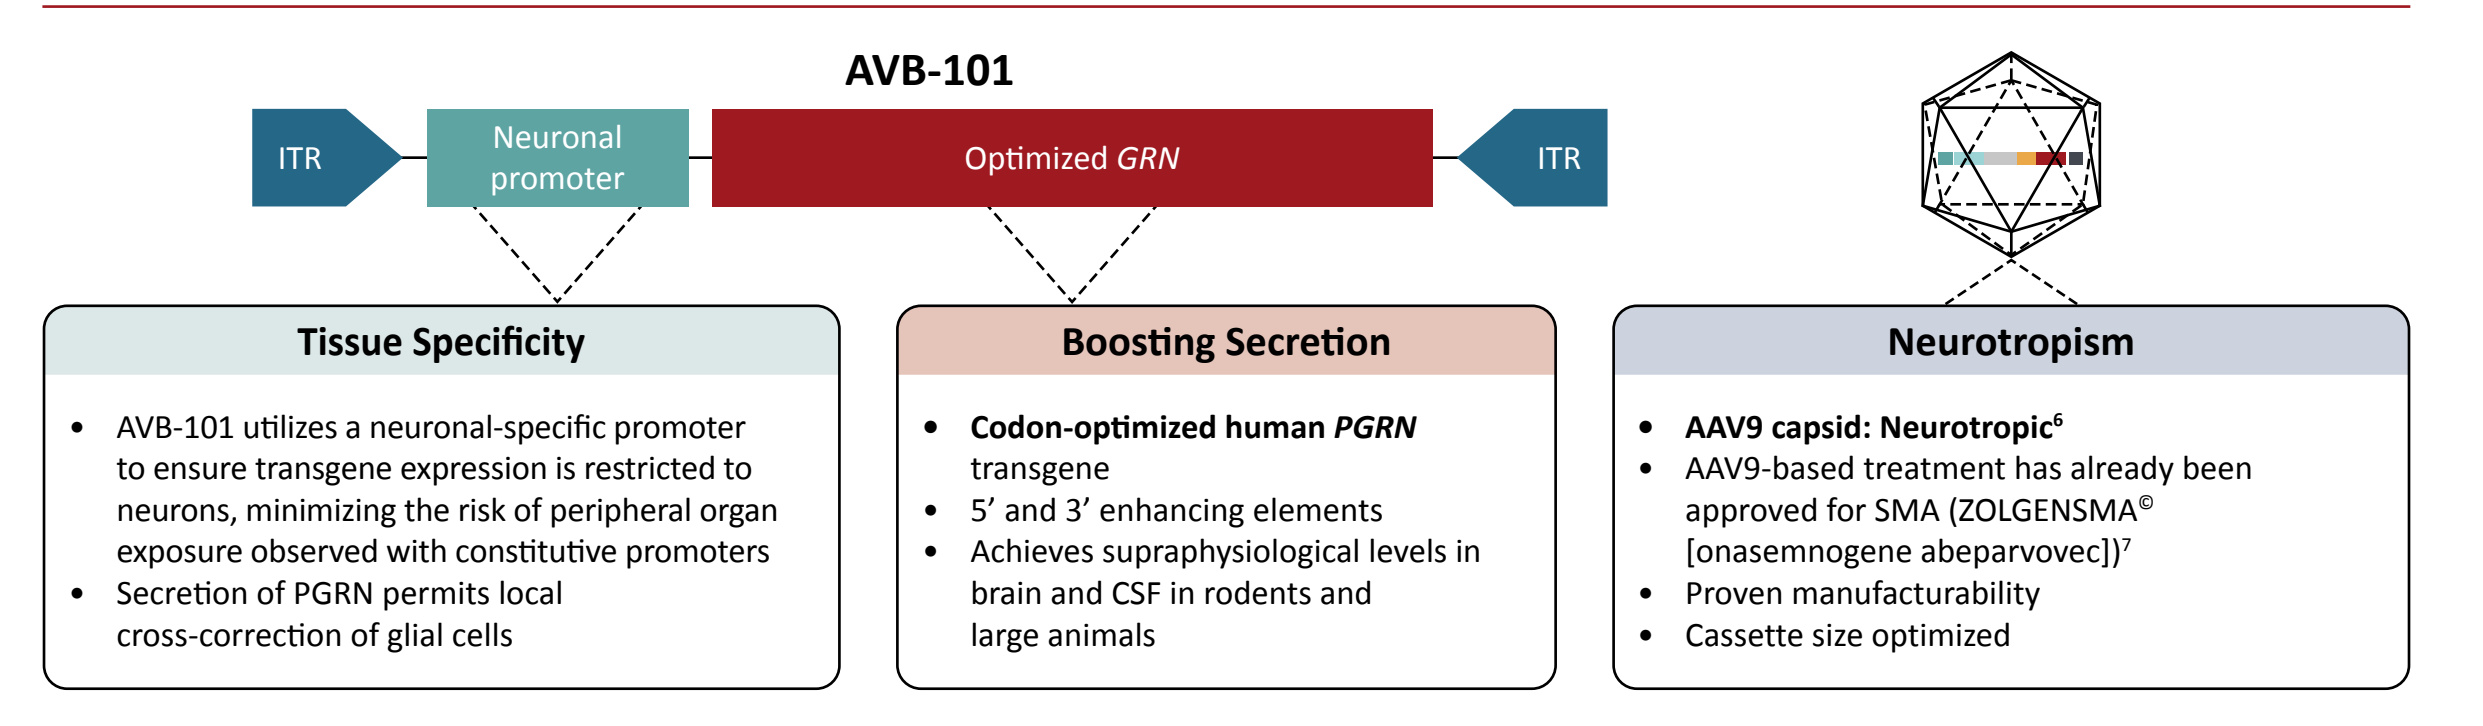 AVB-101
ITR
Neuronal
promoter
Optimized GRN
ITR
Tissue Specificity
• AVB-101 utilizes a neuronal-specific promoter
to ensure transgene expression is restricted to
neurons, minimizing the risk of peripheral organ
exposure observed with constitutive promoters
• Secretion of PGRN permits local
cross-correction of glial cells
Boosting Secretion
• Codon-optimized human PGRN
transgene
• 5’ and 3’ enhancing elements
• Achieves supraphysiological levels in
brain and CSF in rodents and
large animals
Neurotropism
• AAV9 capsid: Neurotropic⁶
• AAV9-based treatment has already been
approved for SMA (ZOLGENSMA©
[onasemnogene abeparvovec])⁷
• Proven manufacturability
• Cassette size optimized